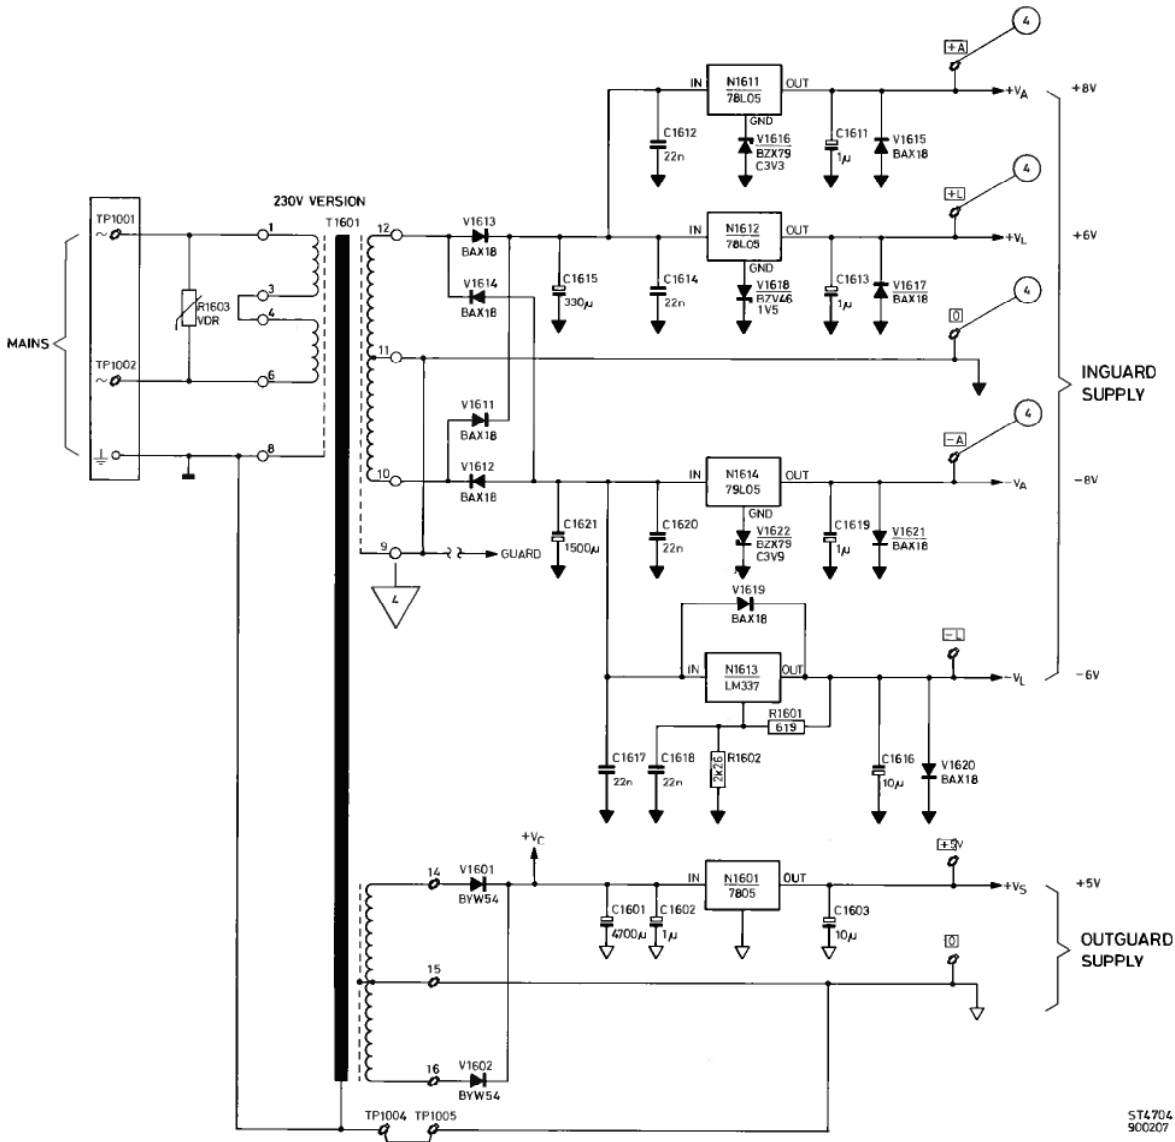 4
+A
IN
N1611
78L05
OUT
+VA
+8V
GND
C1612
22n
V1616
BZX79
C3V3
C1611
1µ
V1615
BAX18
4
230V VERSION
+L
TP1001
~
1
T1601
12
V1613
BAX18
IN
N1612
78L05
OUT
+VL
+6V
GND
C1615
330µ
C1614
22n
V1618
BZV46
1V5
C1613
1µ
V1617
BAX18
V1614
BAX18
3
4
R1603
VDR
4
0
MAINS
11
TP1002
~
6
INGUARD
SUPPLY
V1611
BAX18
4
-A
8
10
V1612
BAX18
IN
N1614
79L05
OUT
-VA
-8V
GND
C1621
1500µ
C1620
22n
V1622
BZX79
C3V9
C1619
1µ
V1621
BAX18
9
GUARD
4
V1619
BAX18
-L
IN
N1613
LM337
OUT
-VL
-6V
R1601
619
C1617
22n
C1618
22n
R1602
2k26
C1616
10µ
V1620
BAX18
+VC
+5V
14
V1601
BYW54
IN
N1601
7805
OUT
+VS
+5V
C1601
4700µ
C1602
1µ
C1603
10µ
0
OUTGUARD
SUPPLY
15
16
V1602
BYW54
TP1004 TP1005
ST4704
900207